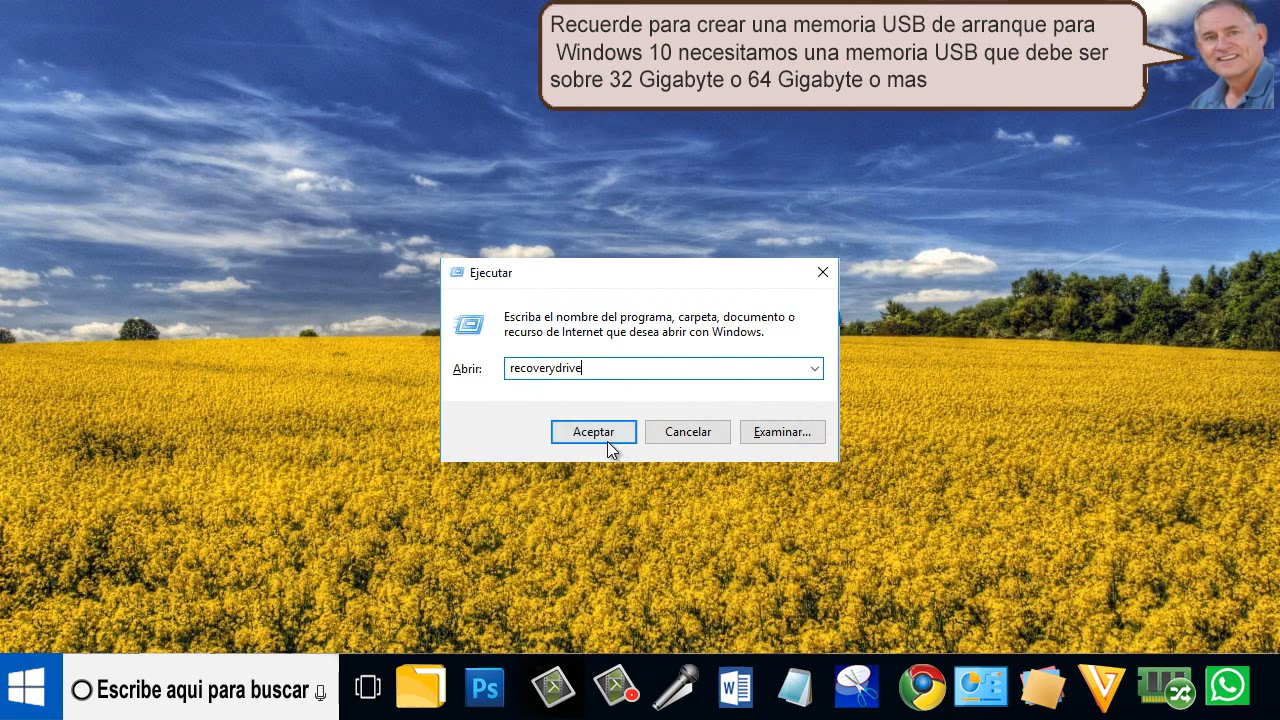 Recuerde para crear una memoria USB de arranque para
Windows 10 necesitamos una memoria USB que debe ser
sobre 32 Gigabyte o 64 Gigabyte o mas
Ejecutar
Escriba el nombre del programa, carpeta, documento o
recurso de Internet que desea abrir con Windows.
Abrir: recoverydrive
Aceptar Cancelar Examinar...
Escribe aqui para buscar
Ps
W